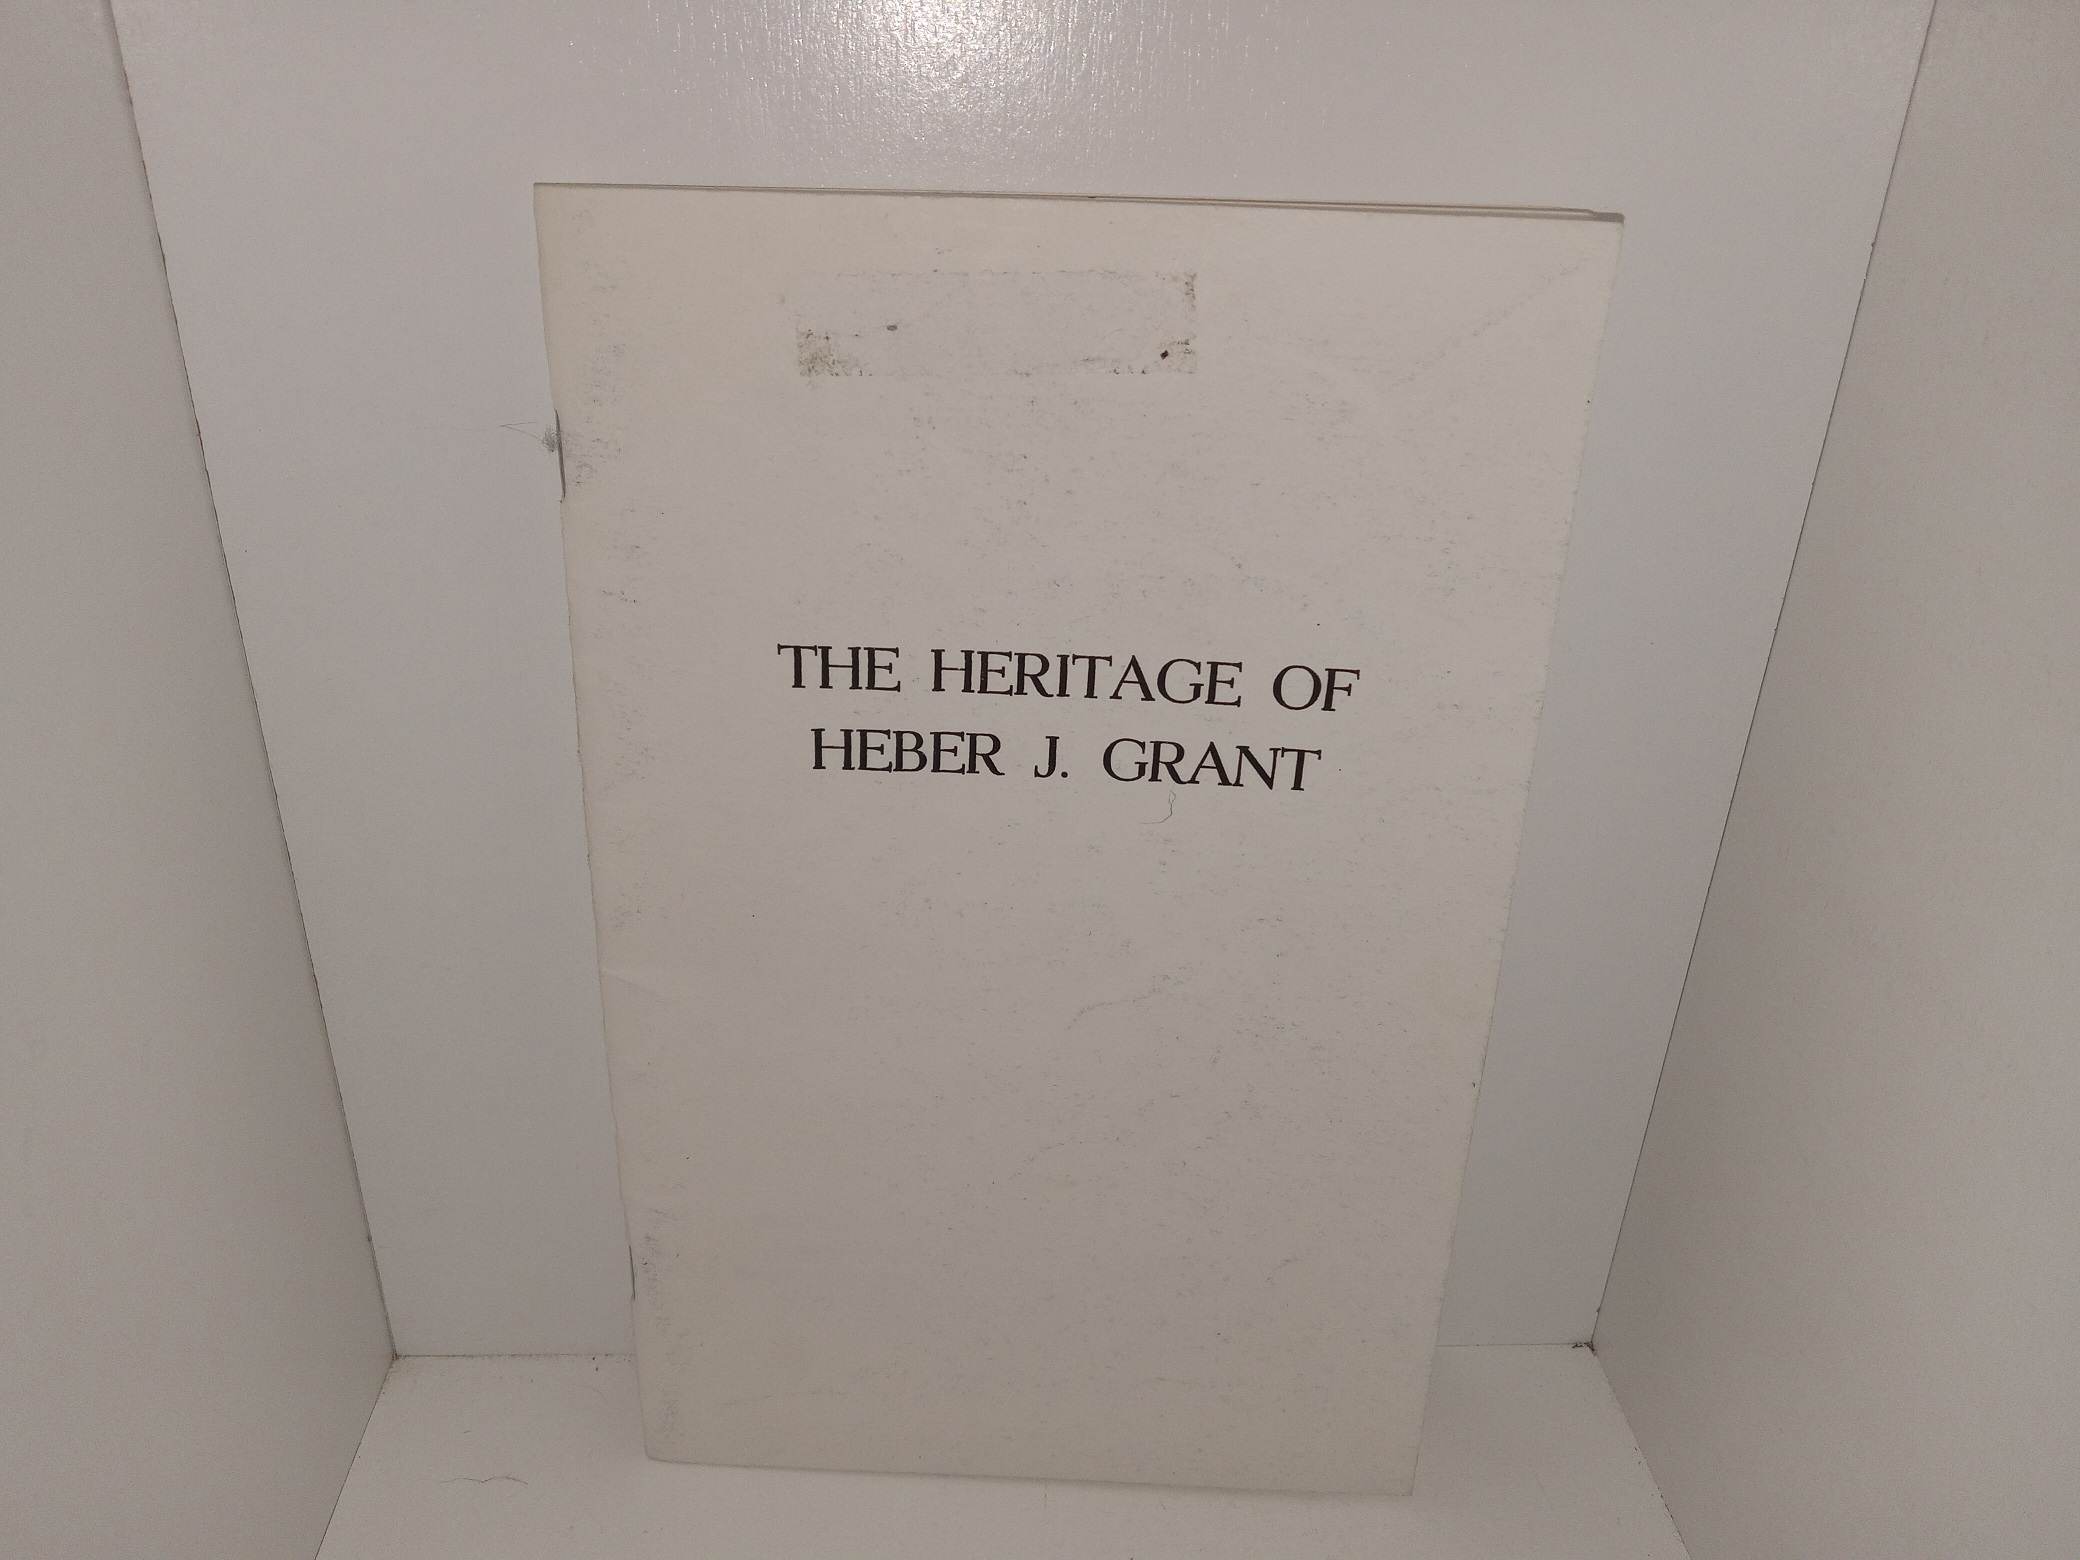 THE HERITAGE OF
HEBER J. GRANT